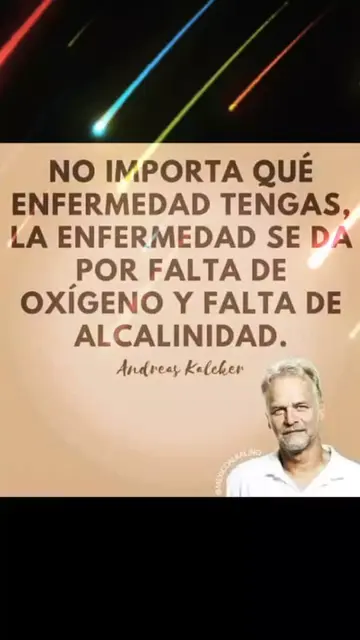 NO IMPORTA QUÉ
ENFERMEDAD TENGAS,
LA ENFERMEDAD SE DA
POR FALTA DE
OXÍGENO Y FALTA DE
ALCALINIDAD.
Andreas Kalcker